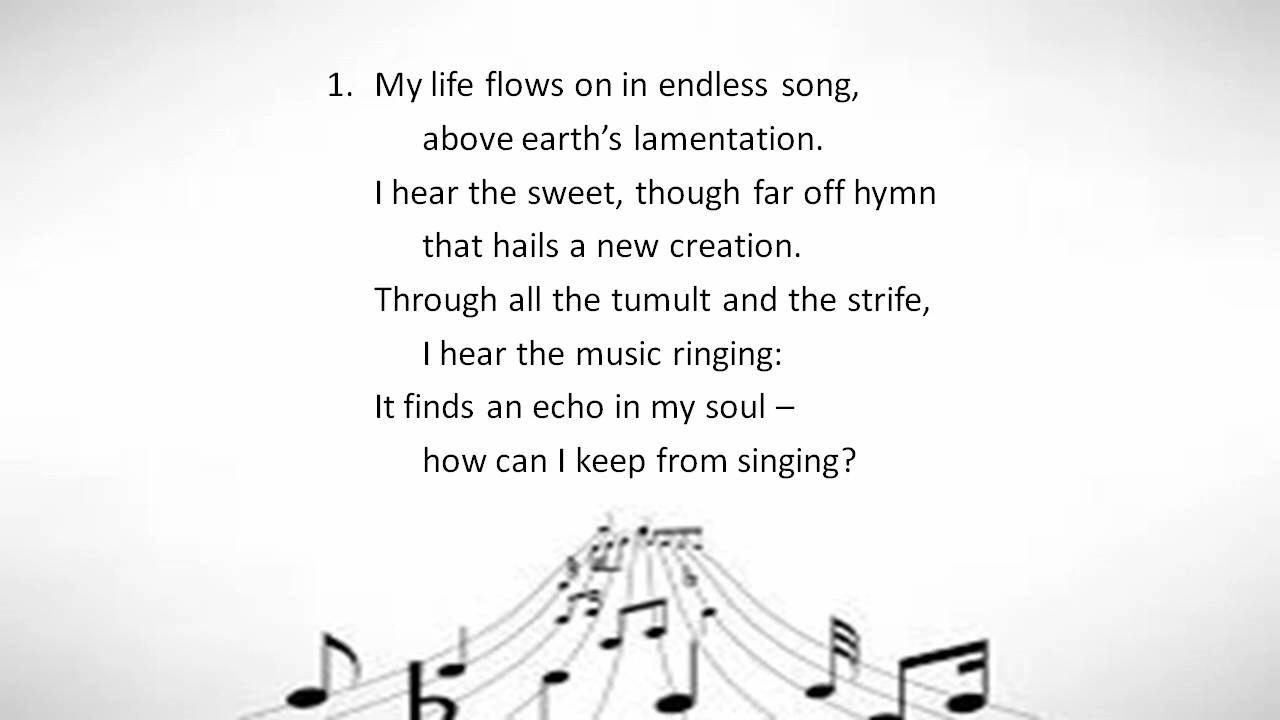 1. My life flows on in endless song,
above earth’s lamentation.
I hear the sweet, though far off hymn
that hails a new creation.
Through all the tumult and the strife,
I hear the music ringing:
It finds an echo in my soul –
how can I keep from singing?